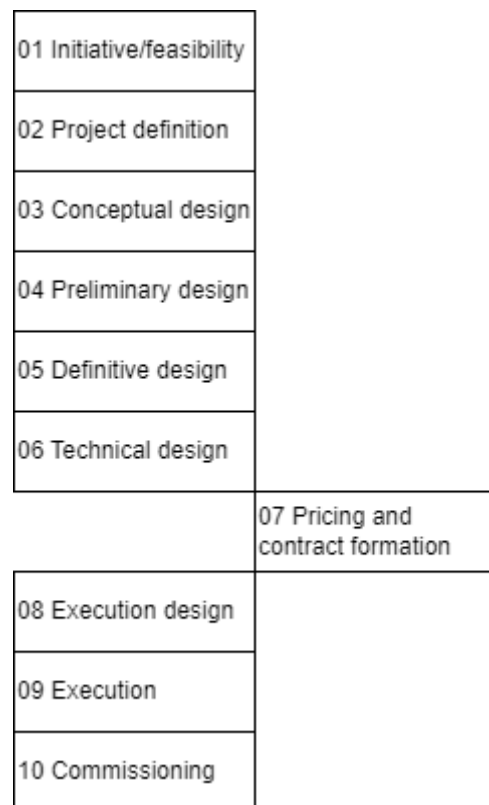 01 Initiative/feasibility
02 Project definition
03 Conceptual design
04 Preliminary design
05 Definitive design
06 Technical design
07 Pricing and
contract formation
08 Execution design
09 Execution
10 Commissioning